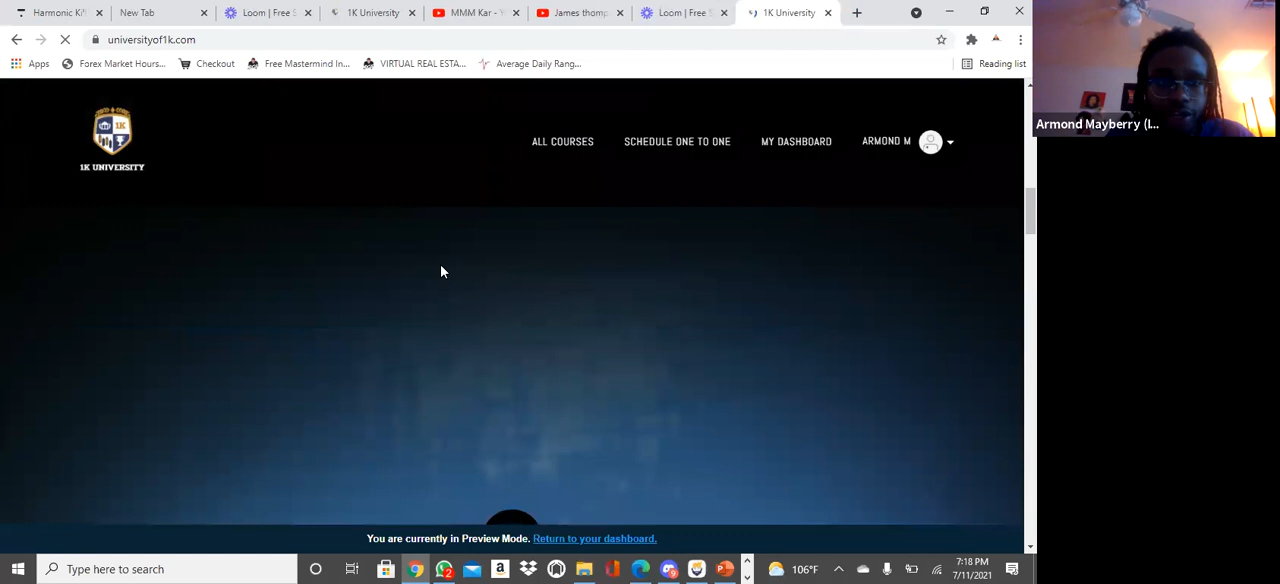 Harmonic Ki
New Tab
Loom | Free S
1K University
MMM Kar -
James thomp
Loom | Free S
1K University
universityof1k.com
Apps
Forex Market Hours...
Checkout
Free Mastermind In...
VIRTUAL REAL ESTA...
Average Daily Rang...
Reading list
Armond Mayberry (I...
1K
1K UNIVERSITY
ALL COURSES
SCHEDULE ONE TO ONE
MY DASHBOARD
ARMOND M
You are currently in Preview Mode. Return to your dashboard.
Type here to search
2
a
106°F
7:18 PM
7/11/2021